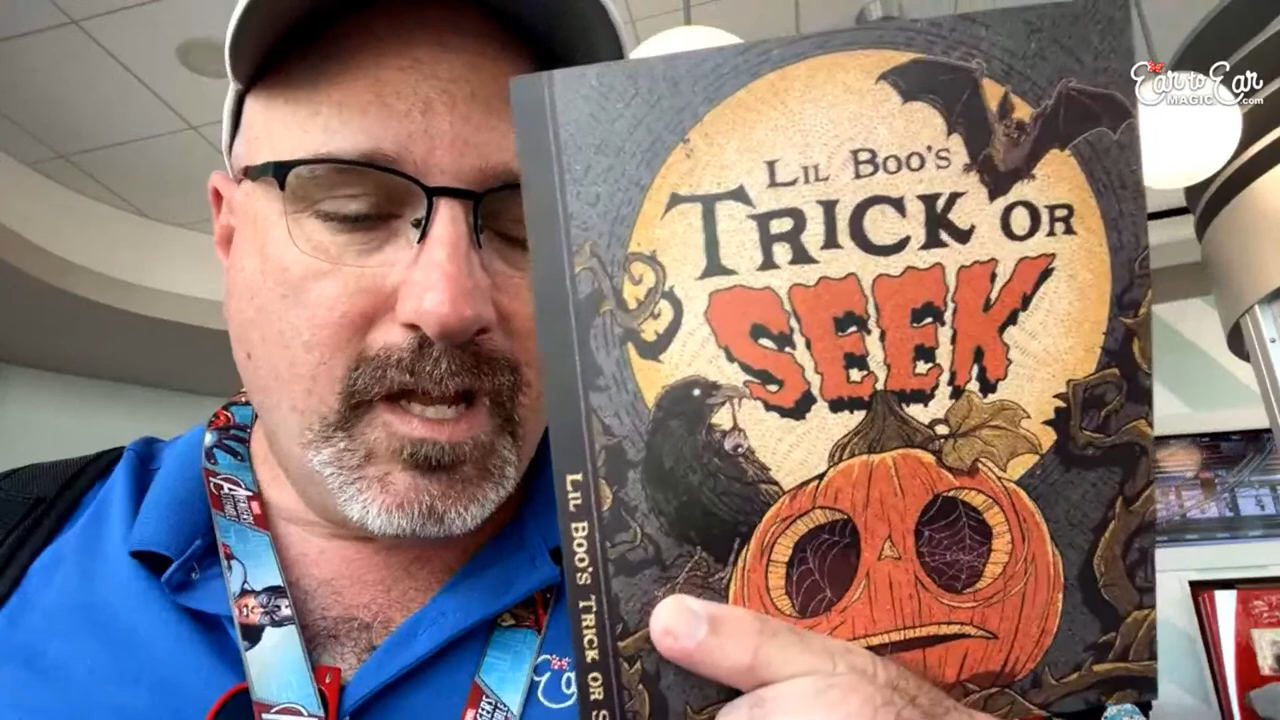 Ear to Ear
MAGIC.com
LIL BOO'S
TRICK OR
SEEK
LIL BOO'S TRICK OR S